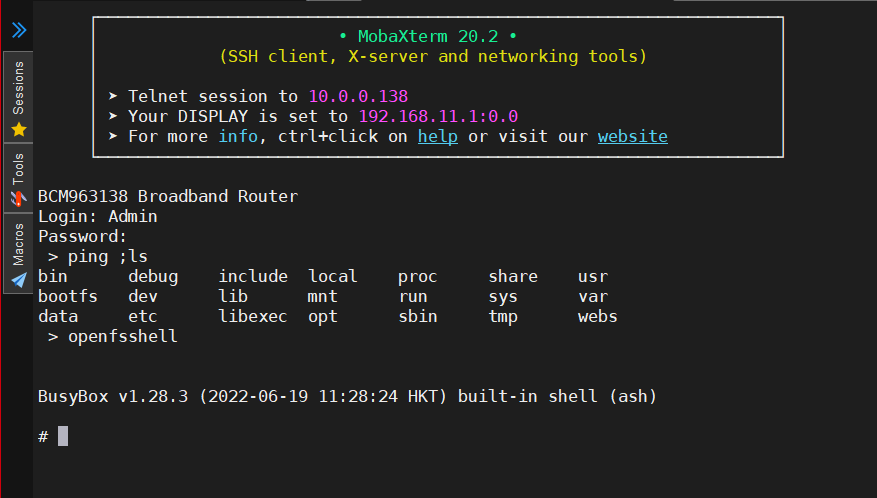 • MobaXterm 20.2 •
(SSH client, X-server and networking tools)
➤ Telnet session to 10.0.0.138
➤ Your DISPLAY is set to 192.168.11.1:0.0
➤ For more info, ctrl+click on help or visit our website
Sessions
Tools
Macros
BCM963138 Broadband Router
Login: Admin
Password:
> ping ;ls
bin debug include local proc share usr
bootfs dev lib mnt run sys var
data etc libexec opt sbin tmp webs
> openfsshell
BusyBox v1.28.3 (2022-06-19 11:28:24 HKT) built-in shell (ash)
#